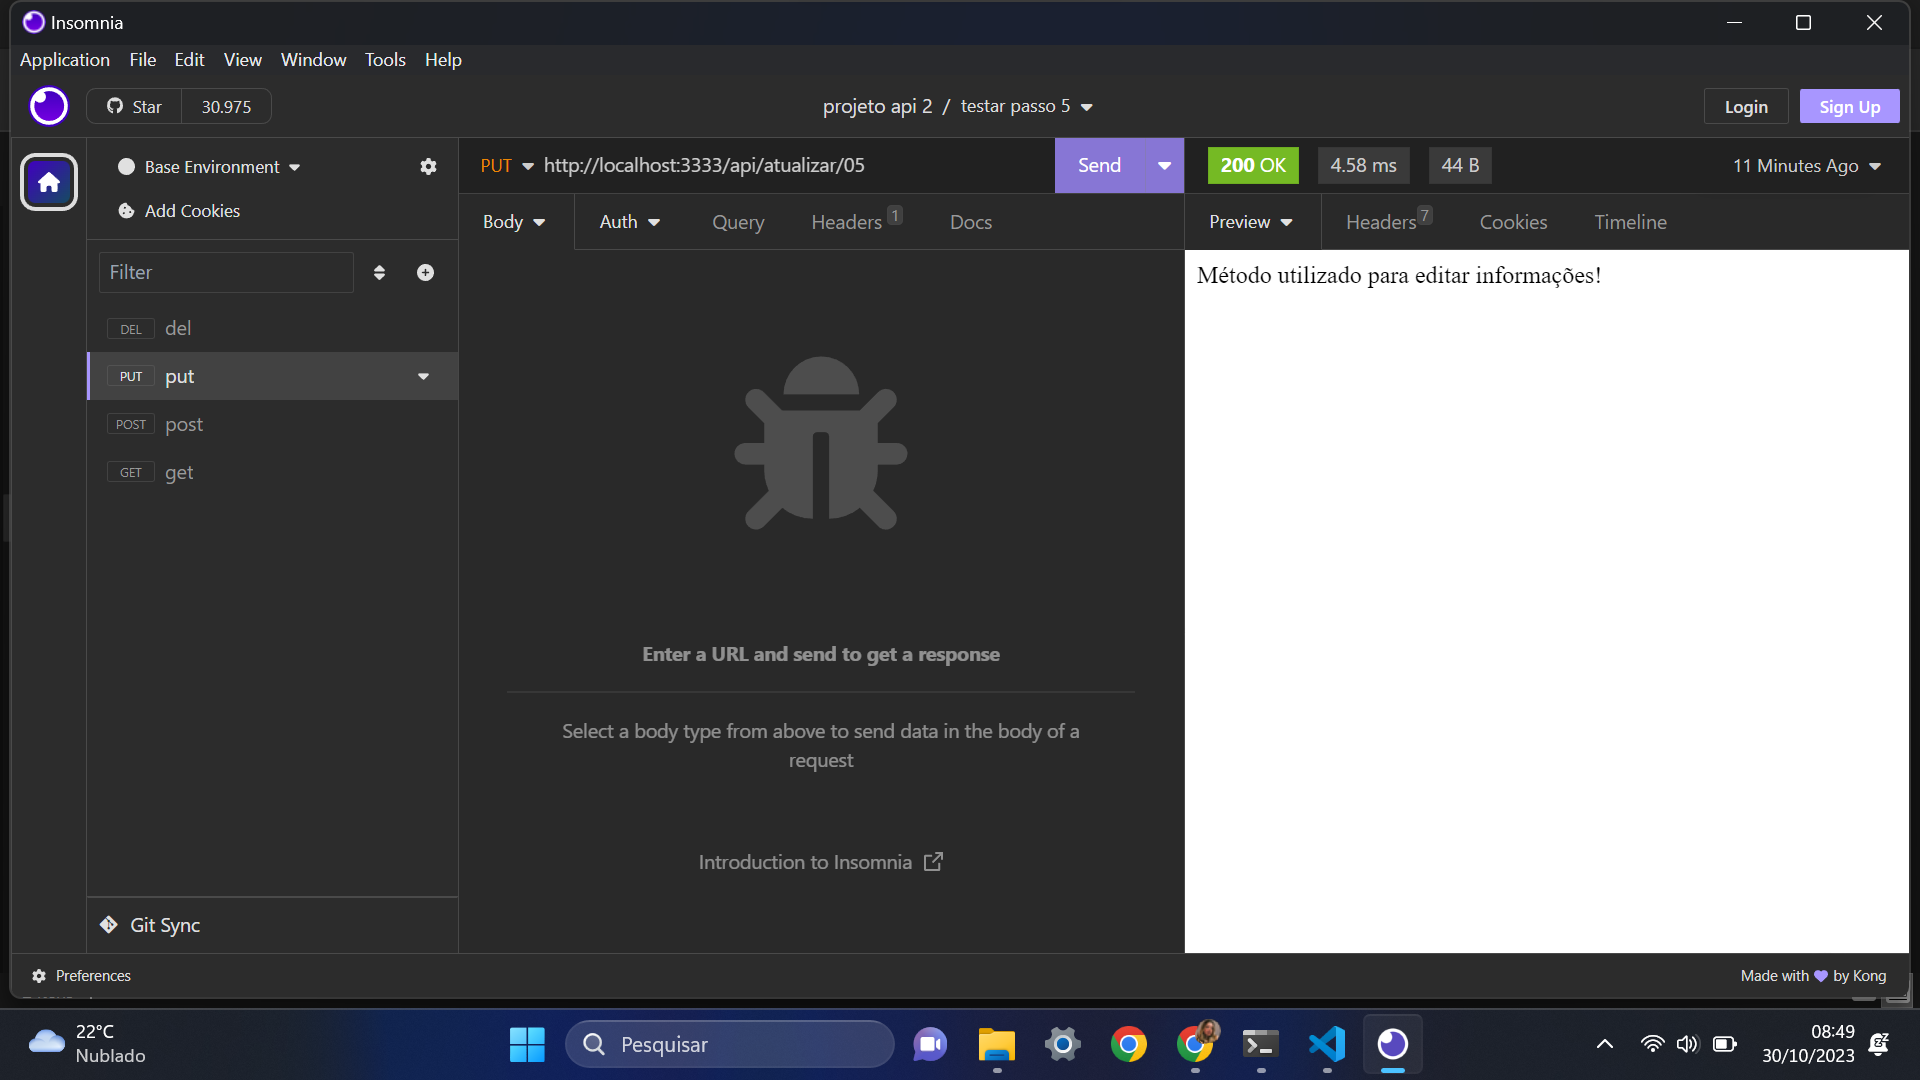 Insomnia
Application File Edit View Window Tools Help
Star 30.975
projeto api 2 / testar passo 5
Login Sign Up
Base Environment
Add Cookies
Filter
DEL del
PUT put
POST post
GET get
Git Sync
PUT http://localhost:3333/api/atualizar/05 Send
Body Auth Query Headers 1 Docs
Enter a URL and send to get a response
Select a body type from above to send data in the body of a
request
Introduction to Insomnia
200 OK 4.58 ms 44 B 11 Minutes Ago
Preview Headers 7 Cookies Timeline
Método utilizado para editar informações!
Preferences
Made with by Kong
22°C
Nublado
Pesquisar
08:49
30/10/2023